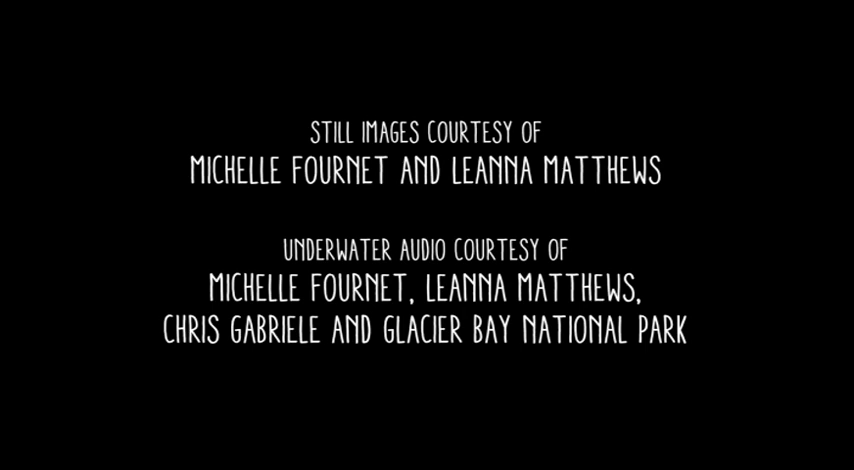 STILL IMAGES COURTESY OF
MICHELLE FOURNET AND LEANNA MATTHEWS
UNDERWATER AUDIO COURTESY OF
MICHELLE FOURNET, LEANNA MATTHEWS,
CHRIS GABRIELE AND GLACIER BAY NATIONAL PARK